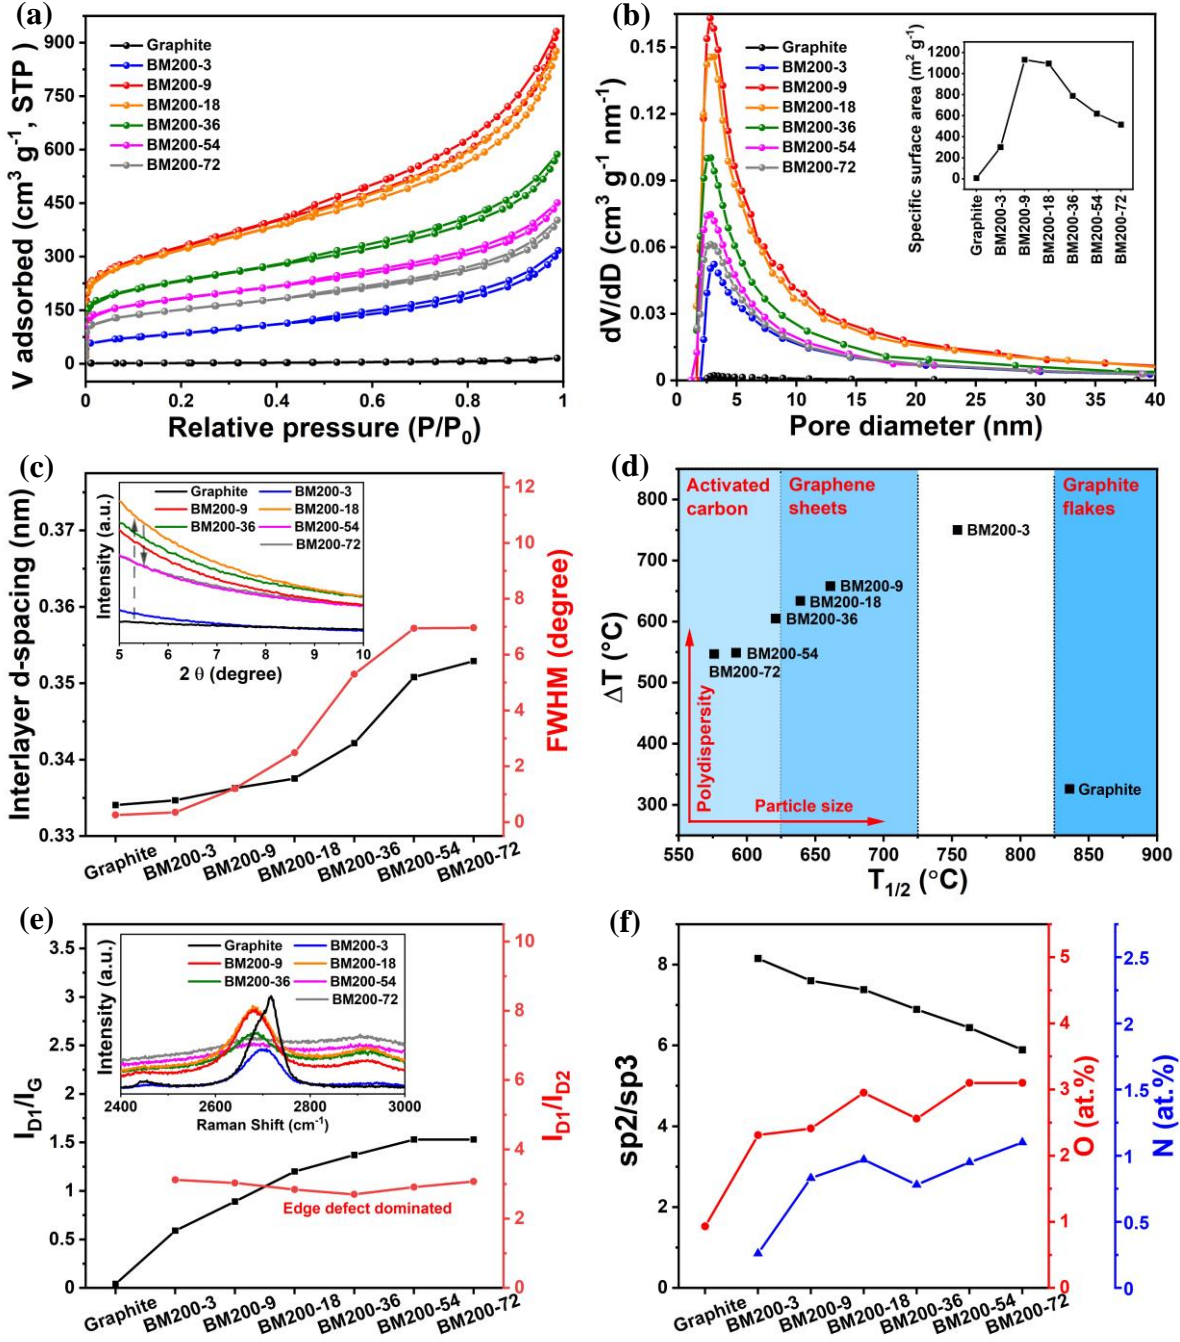 (a)
V adsorbed (cm³ g⁻¹, STP)
900
750
600
450
300
150
0
Graphite
BM200-3
BM200-9
BM200-18
BM200-36
BM200-54
BM200-72
0 0.2 0.4 0.6 0.8 1
Relative pressure (P/P₀)
(b)
dV/dD (cm³ g⁻¹ nm⁻¹)
0.15
0.12
0.09
0.06
0.03
0
Graphite
BM200-3
BM200-9
BM200-18
BM200-36
BM200-54
BM200-72
Specific surface area (m² g⁻¹)
1200
1000
800
600
400
200
0
Graphite
BM200-3
BM200-9
BM200-18
BM200-36
BM200-54
BM200-72
0 5 10 15 20 25 30 35 40
Pore diameter (nm)
(c)
Interlayer d-spacing (nm)
0.37
0.36
0.35
0.34
0.33
Intensity (a.u.)
Graphite BM200-3
BM200-9 BM200-18
BM200-36 BM200-54
BM200-72
5 6 7 8 9 10
2 θ (degree)
12
11
10
9
8
7
6
5
4
3
2
1
0
FWHM (degree)
Graphite
BM200-3
BM200-9
BM200-18
BM200-36
BM200-54
BM200-72
(d)
ΔT (°C)
800
700
600
500
400
300
Activated
carbon
Graphene
sheets
Graphite
flakes
BM200-3
BM200-9
BM200-18
BM200-36
BM200-54
BM200-72
Graphite
Polydispersity
Particle size
550 600 650 700 750 800 850 900
T₁/₂ (°C)
(e)
I_D1/I_G
3.5
3
2.5
2
1.5
1
0.5
0
Intensity (a.u.)
Graphite BM200-3
BM200-9 BM200-18
BM200-36 BM200-54
BM200-72
2400 2600 2800 3000
Raman Shift (cm⁻¹)
Edge defect dominated
10
8
6
4
2
0
I_D1/I_D2
Graphite
BM200-3
BM200-9
BM200-18
BM200-36
BM200-54
BM200-72
(f)
sp2/sp3
8
6
4
2
0
5
4
3
2
1
0
O (at.%)
2.5
2
1.5
1
0.5
0
N (at.%)
Graphite
BM200-3
BM200-9
BM200-18
BM200-36
BM200-54
BM200-72